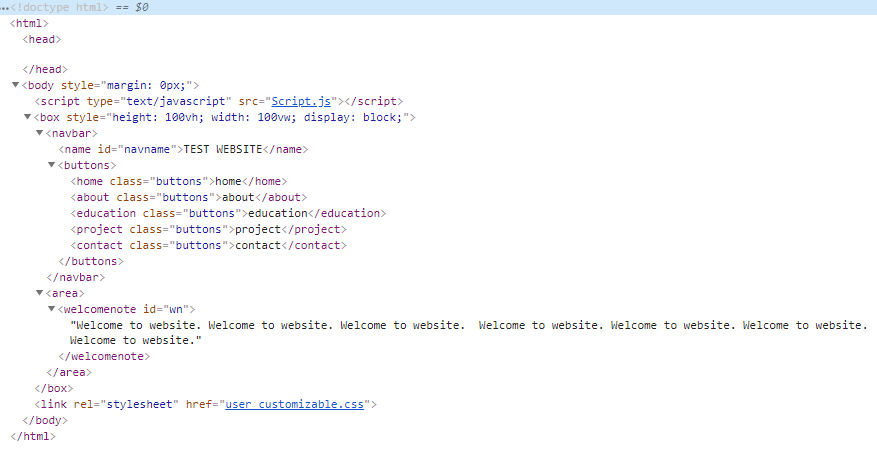 …<!doctype html> == $0
<html>
<head>
</head>
▼<body style="margin: 0px;">
<script type="text/javascript" src="Script.js"></script>
▼<box style="height: 100vh; width: 100vw; display: block;">
▼<navbar>
<name id="navname">TEST WEBSITE</name>
▼<buttons>
<home class="buttons">home</home>
<about class="buttons">about</about>
<education class="buttons">education</education>
<project class="buttons">project</project>
<contact class="buttons">contact</contact>
</buttons>
</navbar>
▼<area>
▼<welcomenote id="wn">
"Welcome to website. Welcome to website. Welcome to website.  Welcome to website. Welcome to website. Welcome to website.
Welcome to website."
</welcomenote>
</area>
</box>
<link rel="stylesheet" href="user customizable.css">
</body>
</html>